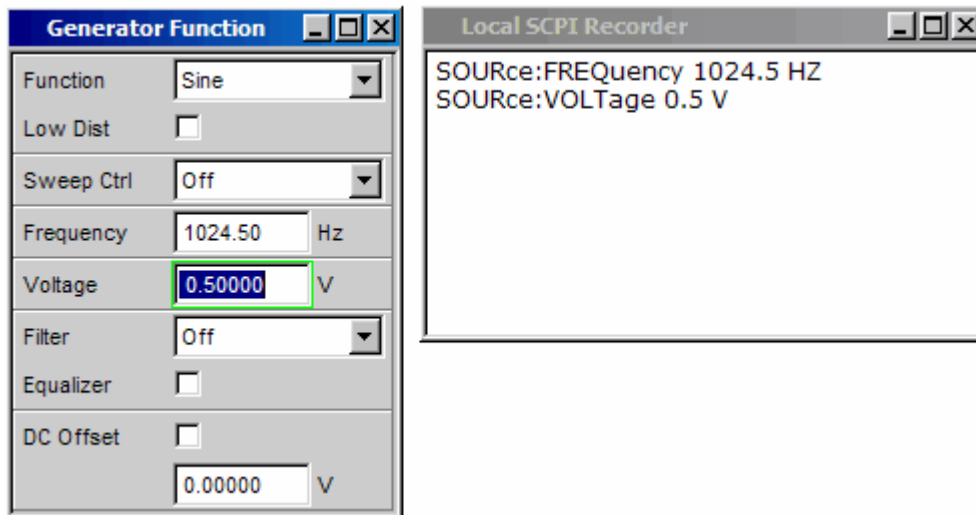 Generator Function
Function Sine
Low Dist
Sweep Ctrl Off
Frequency 1024.50 Hz
Voltage 0.50000 V
Filter Off
Equalizer
DC Offset
0.00000 V
Local SCPI Recorder
SOURce:FREQuency 1024.5 HZ
SOURce:VOLTage 0.5 V